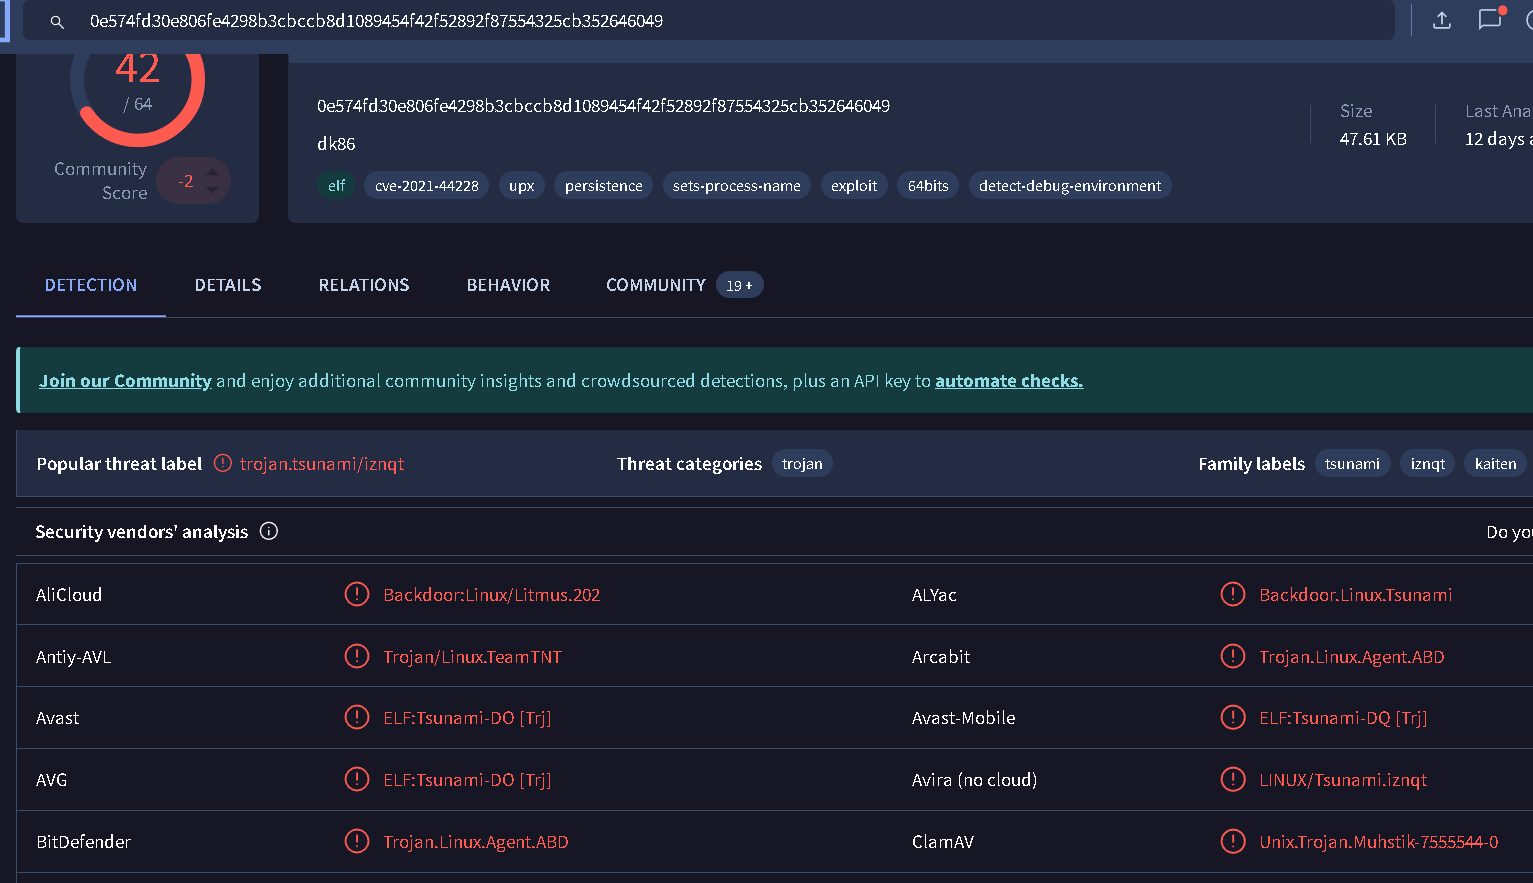 0e574fd30e806fe4298b3cbccb8d1089454f42f52892f87554325cb352646049
42
/ 64
Community Score -2
0e574fd30e806fe4298b3cbccb8d1089454f42f52892f87554325cb352646049
dk86
elf cve-2021-44228 upx persistence sets-process-name exploit 64bits detect-debug-environment
Size
47.61 KB
Last Ana
12 days a
DETECTION DETAILS RELATIONS BEHAVIOR COMMUNITY 19 +
Join our Community and enjoy additional community insights and crowdsourced detections, plus an API key to automate checks.
Popular threat label trojan.tsunami/iznqt Threat categories trojan Family labels tsunami iznqt kaiten
Security vendors' analysis Do you
AliCloud Backdoor:Linux/Litmus.202 ALYac Backdoor.Linux.Tsunami
Antiy-AVL Trojan/Linux.TeamTNT Arcabit Trojan.Linux.Agent.ABD
Avast ELF:Tsunami-DO [Trj] Avast-Mobile ELF:Tsunami-DQ [Trj]
AVG ELF:Tsunami-DO [Trj] Avira (no cloud) LINUX/Tsunami.iznqt
BitDefender Trojan.Linux.Agent.ABD ClamAV Unix.Trojan.Muhstik-7555544-0